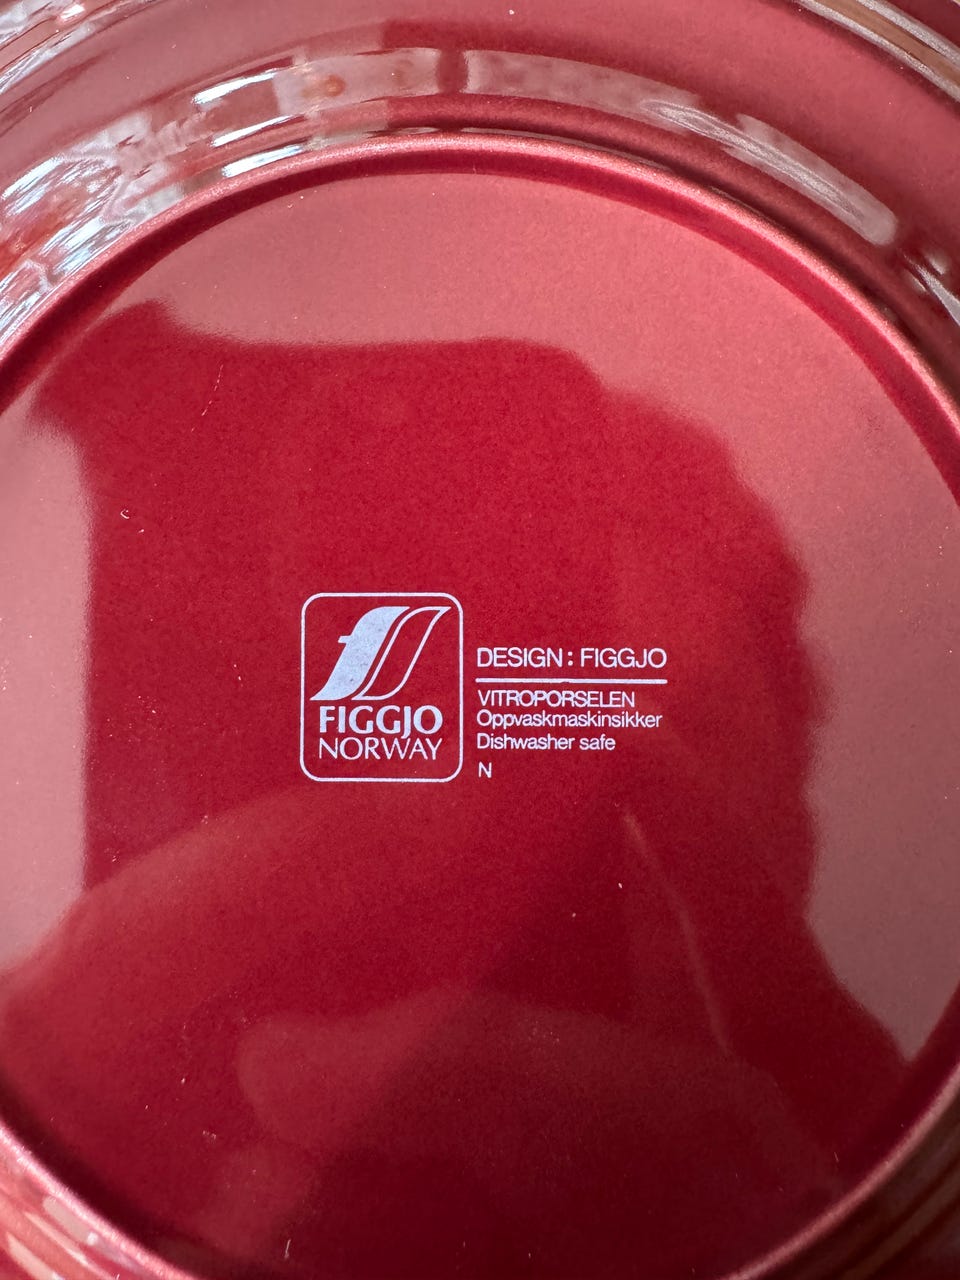 FIGGJO
NORWAY
DESIGN : FIGGJO
VITROPORSELEN
Oppvaskmaskinsikker
Dishwasher safe
N